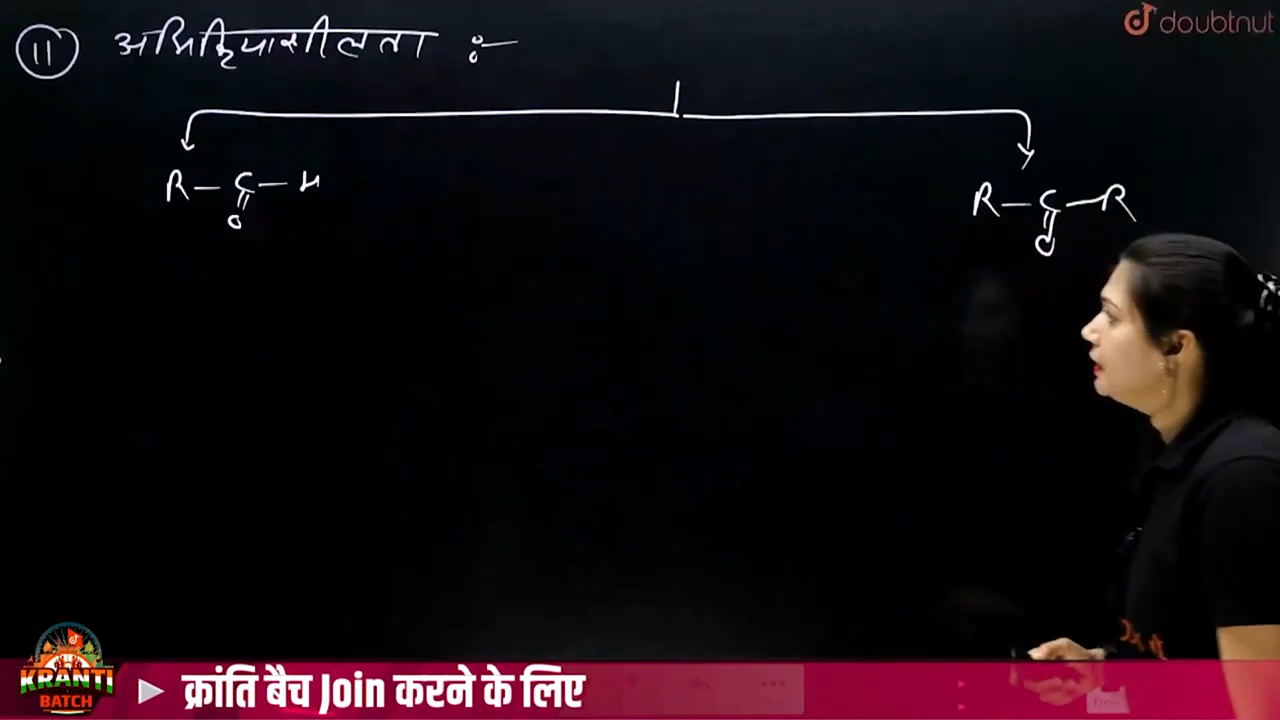 doubtnut
11 अभिक्रियाशीलता :-
R - C - H
O
R - C - R
O
KRANTI
BATCH
क्रांति बैच Join करने के लिए